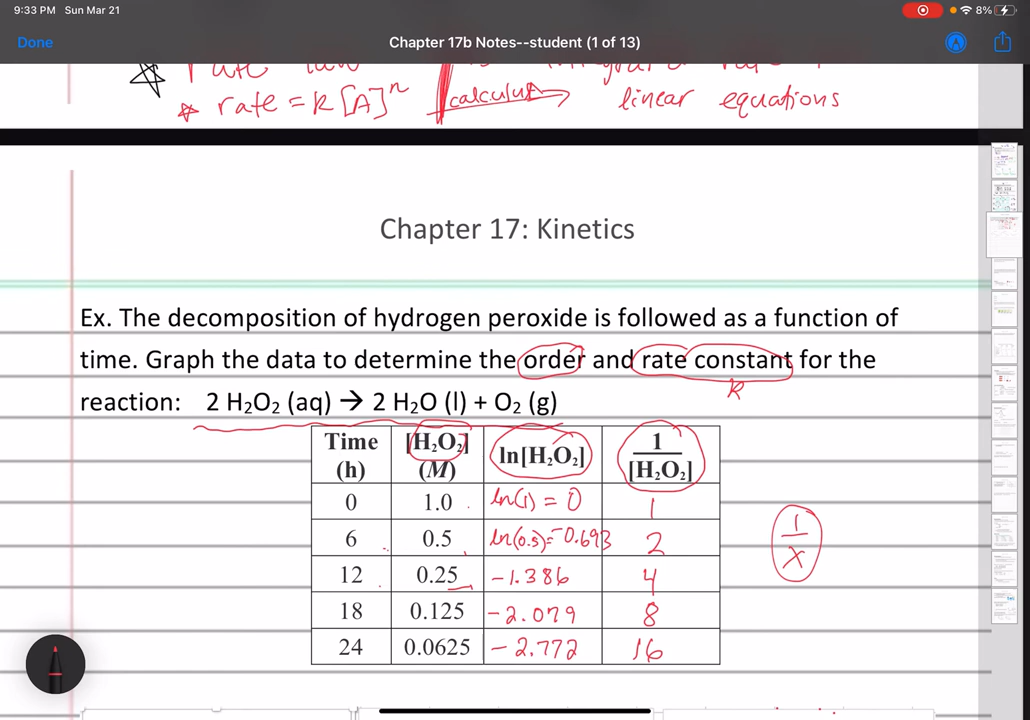 9:33 PM Sun Mar 21
8%
Done
Chapter 17b Notes--student (1 of 13)
rate
* rate = k[A]ⁿ
calculus
linear equations
Chapter 17: Kinetics
Ex. The decomposition of hydrogen peroxide is followed as a function of
time. Graph the data to determine the order and rate constant for the
k
reaction: 2 H₂O₂ (aq) → 2 H₂O (l) + O₂ (g)
Time (h) [H₂O₂] (M) ln[H₂O₂] 1/[H₂O₂]
0 1.0 ln(1) = 0 1
6 0.5 ln(0.5)=-0.693 2
12 0.25 -1.386 4
18 0.125 -2.079 8
24 0.0625 -2.772 16
1/x